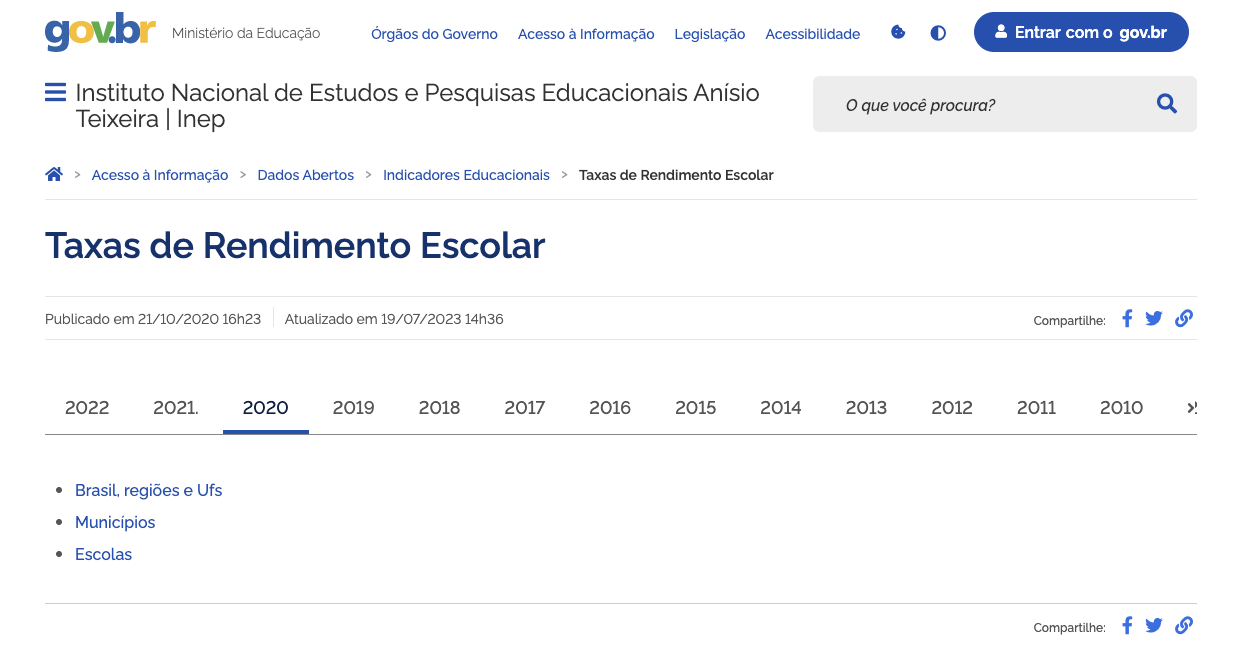 gov.br Ministério da Educação Órgãos do Governo Acesso à Informação Legislação Acessibilidade Entrar com o gov.br
Instituto Nacional de Estudos e Pesquisas Educacionais Anísio
Teixeira | Inep
O que você procura?
> Acesso à Informação > Dados Abertos > Indicadores Educacionais > Taxas de Rendimento Escolar
Taxas de Rendimento Escolar
Publicado em 21/10/2020 16h23 Atualizado em 19/07/2023 14h36 Compartilhe:
2022 2021. 2020 2019 2018 2017 2016 2015 2014 2013 2012 2011 2010
• Brasil, regiões e Ufs
• Municípios
• Escolas
Compartilhe: